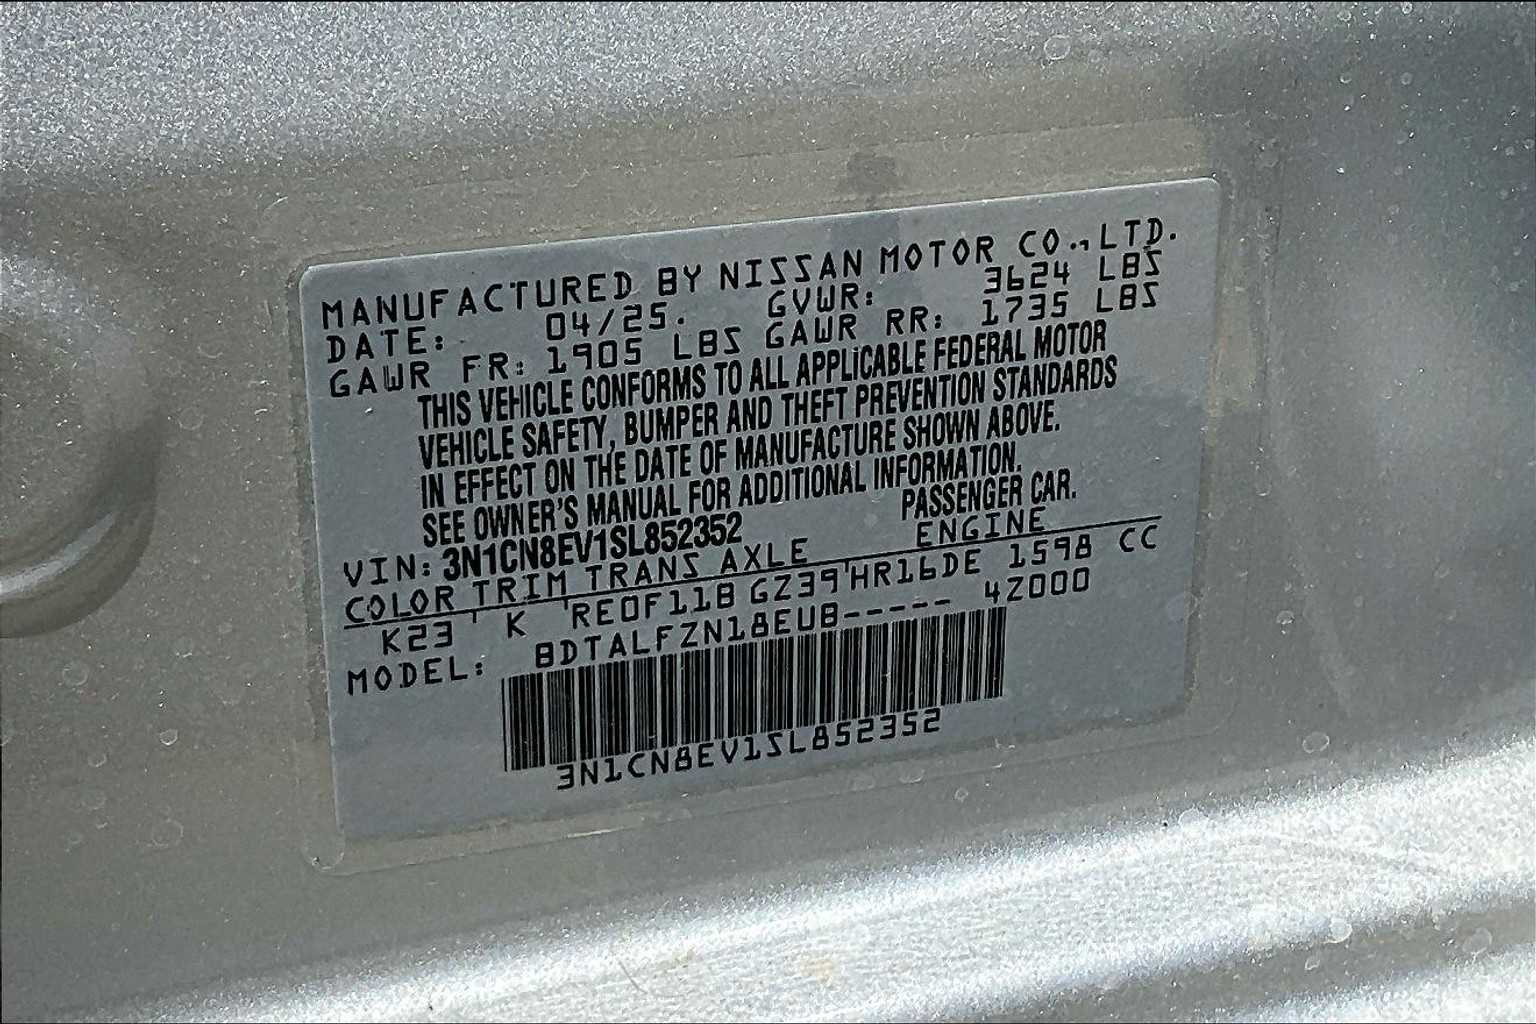 MANUFACTURED BY NISSAN MOTOR CO., LTD.
DATE: 04/25. GVWR: 3624 LBS
GAWR FR: 1905 LBS GAWR RR: 1735 LBS
THIS VEHICLE CONFORMS TO ALL APPLICABLE FEDERAL MOTOR
VEHICLE SAFETY, BUMPER AND THEFT PREVENTION STANDARDS
IN EFFECT ON THE DATE OF MANUFACTURE SHOWN ABOVE.
SEE OWNER'S MANUAL FOR ADDITIONAL INFORMATION.
VIN: 3N1CN8EV1SL852352 PASSENGER CAR.
COLOR TRIM TRANS AXLE ENGINE
K23 K RE0F11B GZ39 HR16DE 1598 CC
MODEL: BDTALFZN18EUB----- 4Z000
3N1CN8EV1SL852352